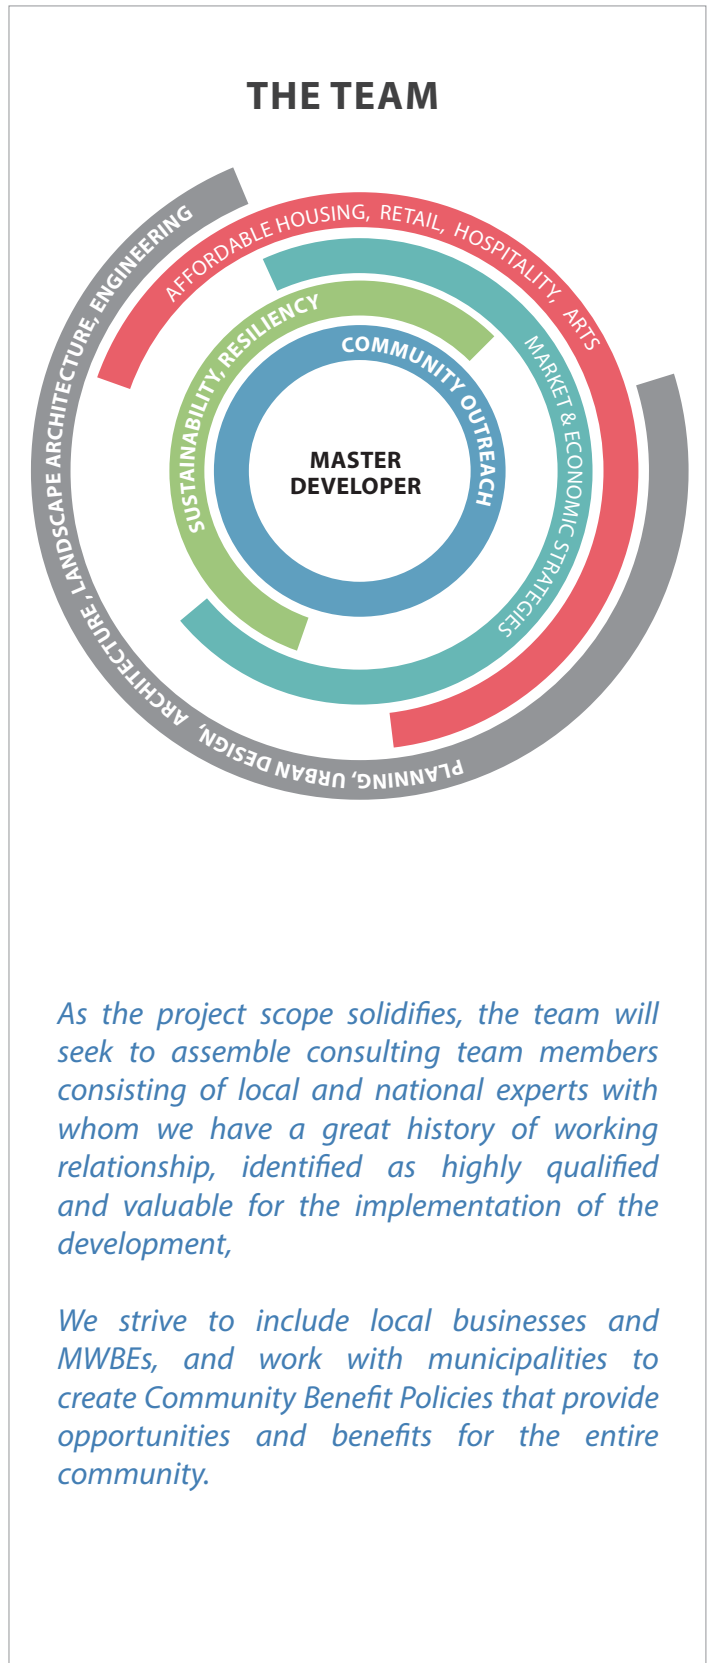 THE TEAM
PLANNING, URBAN DESIGN, ARCHITECTURE, LANDSCAPE ARCHITECTURE, ENGINEERING
AFFORDABLE HOUSING, RETAIL, HOSPITALITY, ARTS
MARKET & ECONOMIC STRATEGIES
SUSTAINABILITY, RESILIENCY
COMMUNITY OUTREACH
MASTER
DEVELOPER
As the project scope solidifies, the team will
seek to assemble consulting team members
consisting of local and national experts with
whom we have a great history of working
relationship, identified as highly qualified
and valuable for the implementation of the
development,
We strive to include local businesses and
MWBEs, and work with municipalities to
create Community Benefit Policies that provide
opportunities and benefits for the entire
community.